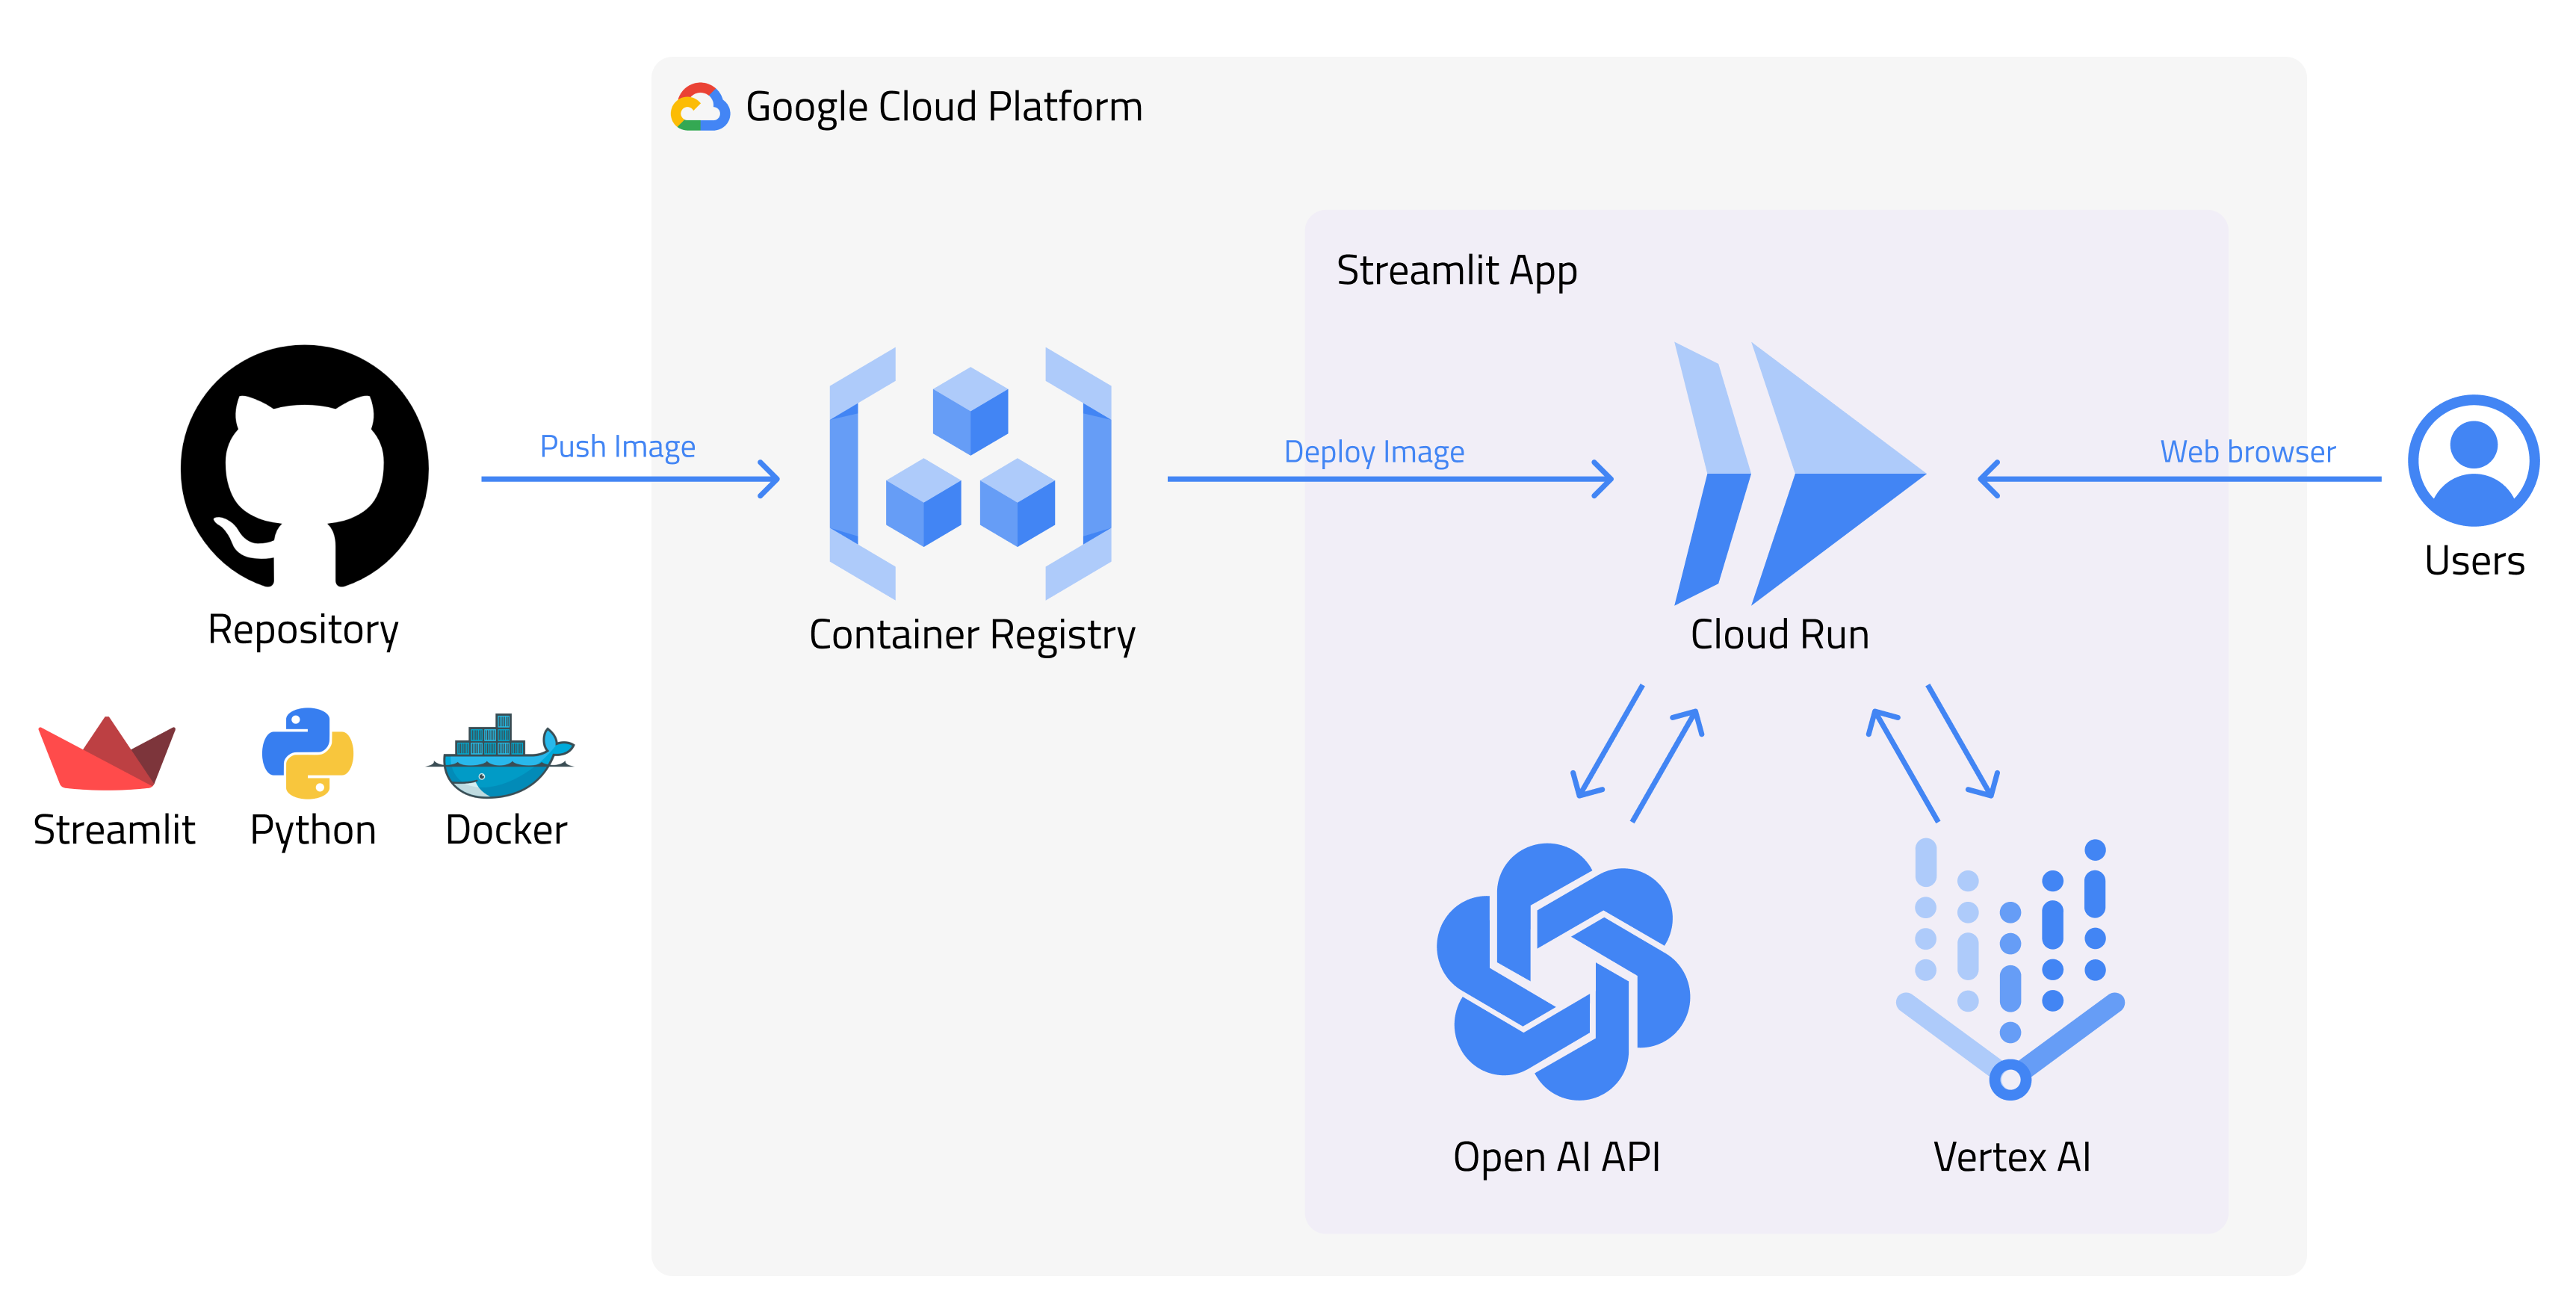 Google Cloud Platform
Streamlit App
Push Image
Deploy Image
Web browser
Users
Repository
Container Registry
Cloud Run
Streamlit
Python
Docker
Open AI API
Vertex AI